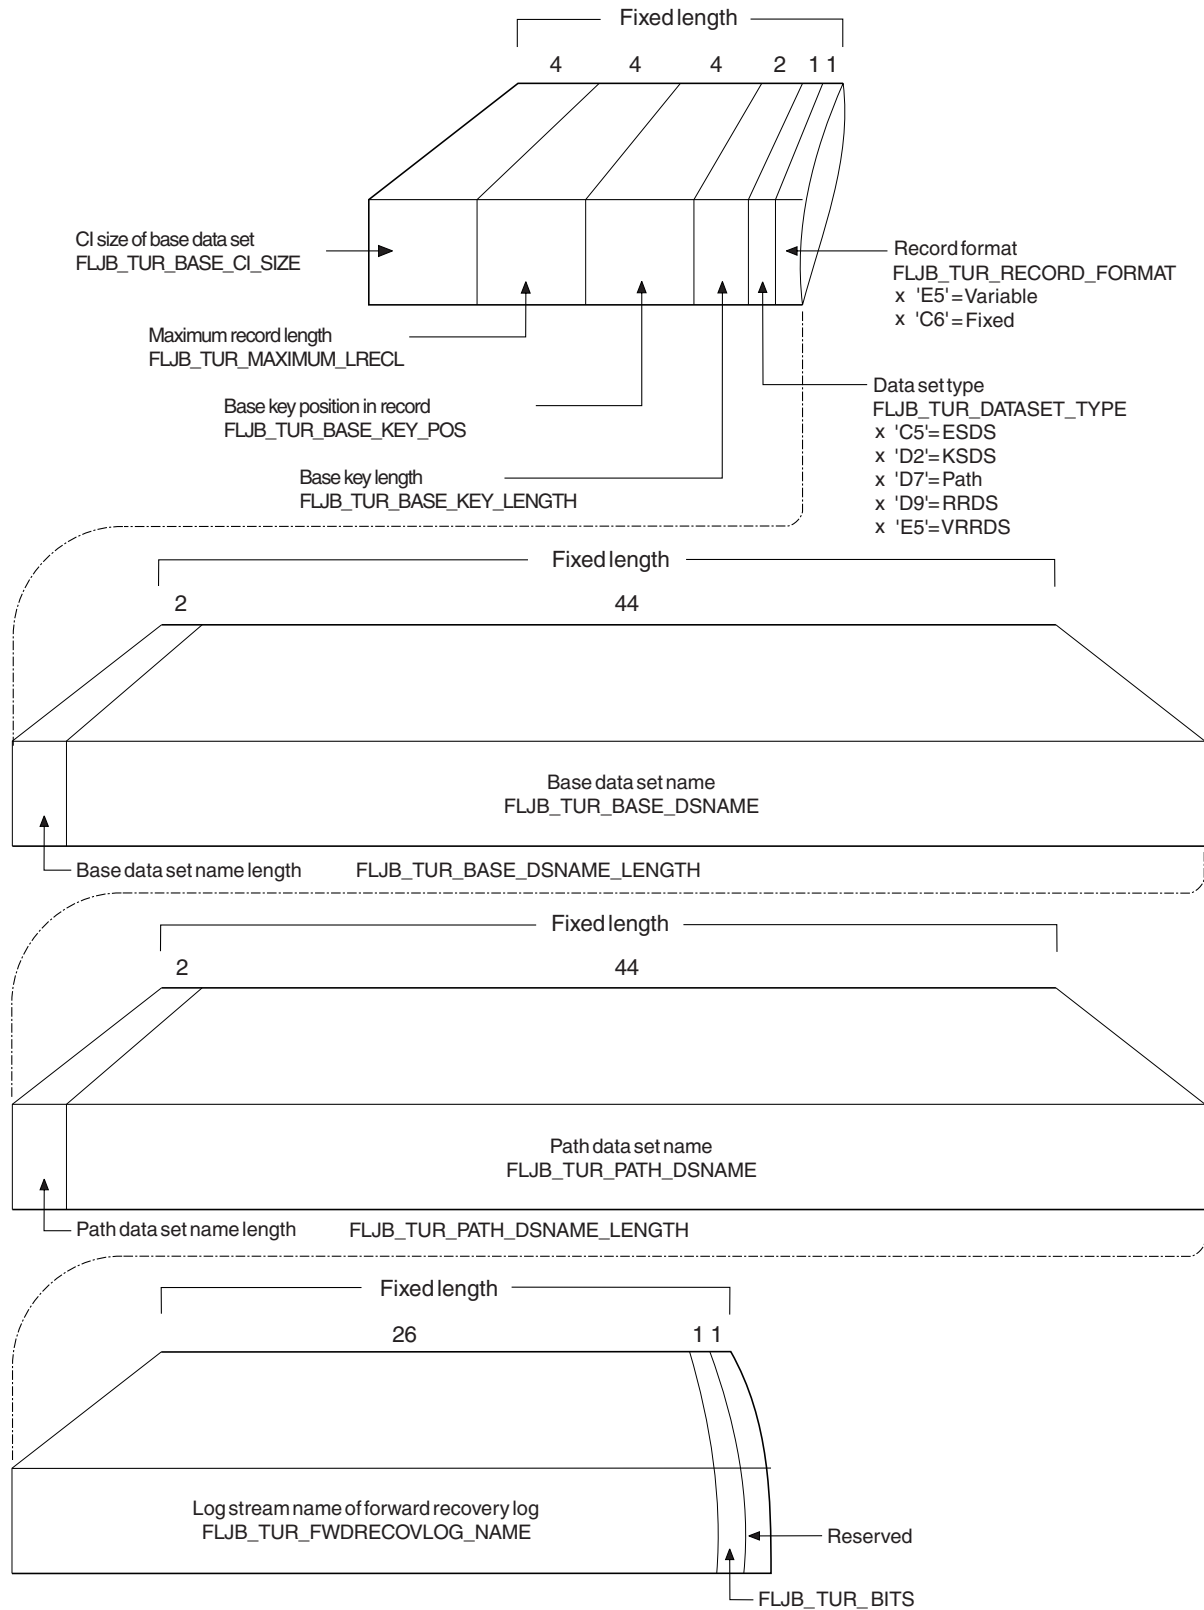 Fixed length
4 4 4 2 1 1
CI size of base data set
FLJB_TUR_BASE_CI_SIZE
Record format
FLJB_TUR_RECORD_FORMAT
x 'E5'=Variable
x 'C6'=Fixed
Maximum record length
FLJB_TUR_MAXIMUM_LRECL
Data set type
FLJB_TUR_DATASET_TYPE
x 'C5'=ESDS
x 'D2'=KSDS
x 'D7'=Path
x 'D9'=RRDS
x 'E5'=VRRDS
Base key position in record
FLJB_TUR_BASE_KEY_POS
Base key length
FLJB_TUR_BASE_KEY_LENGTH
Fixed length
2 44
Base data set name
FLJB_TUR_BASE_DSNAME
Base data set name length FLJB_TUR_BASE_DSNAME_LENGTH
Fixed length
2 44
Path data set name
FLJB_TUR_PATH_DSNAME
Path data set name length FLJB_TUR_PATH_DSNAME_LENGTH
Fixed length
26 1 1
Log stream name of forward recovery log
FLJB_TUR_FWDRECOVLOG_NAME
Reserved
FLJB_TUR_BITS